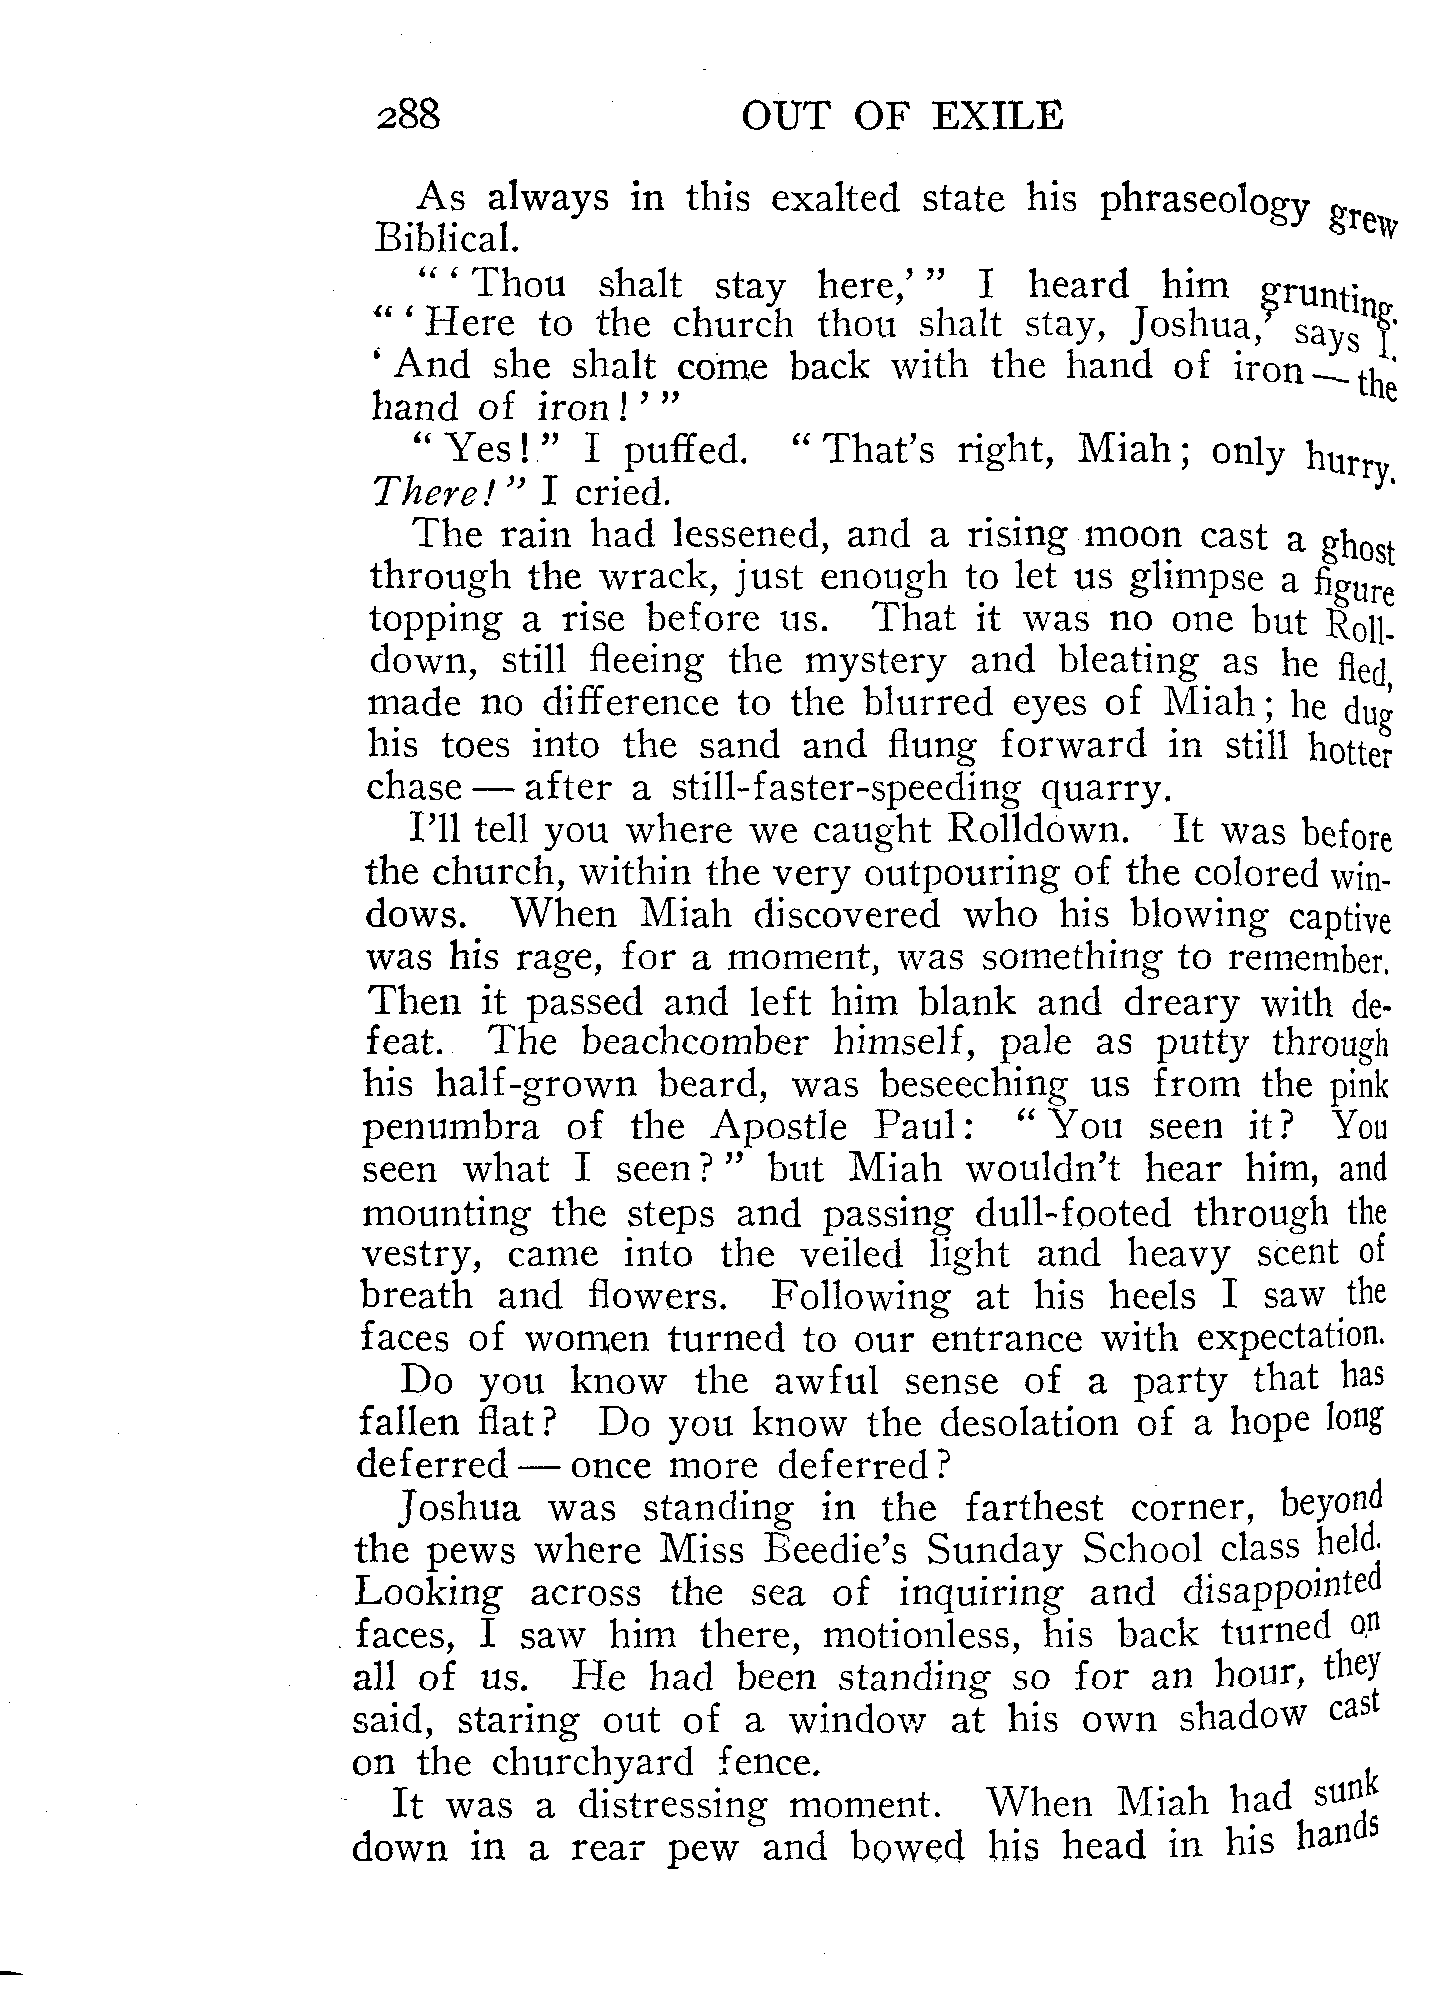 288 OUT OF EXILE
As always in this exalted state his phraseology grew
Biblical.
“‘Thou shalt stay here,’” I heard him grunting.
“‘Here to the church thou shalt stay, Joshua,’ says I.
‘And she shalt come back with the hand of iron — the
hand of iron!’”
“Yes!” I puffed. “That's right, Miah; only hurry.
There!” I cried.
The rain had lessened, and a rising moon cast a ghost
through the wrack, just enough to let us glimpse a figure
topping a rise before us. That it was no one but Roll-
down, still fleeing the mystery and bleating as he fled,
made no difference to the blurred eyes of Miah; he dug
his toes into the sand and flung forward in still hotter
chase — after a still-faster-speeding quarry.
I'll tell you where we caught Rolldown. It was before
the church, within the very outpouring of the colored win-
dows. When Miah discovered who his blowing captive
was his rage, for a moment, was something to remember.
Then it passed and left him blank and dreary with de-
feat. The beachcomber himself, pale as putty through
his half-grown beard, was beseeching us from the pink
penumbra of the Apostle Paul: “You seen it? You
seen what I seen?” but Miah wouldn't hear him, and
mounting the steps and passing dull-footed through the
vestry, came into the veiled light and heavy scent of
breath and flowers. Following at his heels I saw the
faces of women turned to our entrance with expectation.
Do you know the awful sense of a party that has
fallen flat? Do you know the desolation of a hope long
deferred — once more deferred?
Joshua was standing in the farthest corner, beyond
the pews where Miss Beedie's Sunday School class held.
Looking across the sea of inquiring and disappointed
faces, I saw him there, motionless, his back turned on
all of us. He had been standing so for an hour, they
said, staring out of a window at his own shadow cast
on the churchyard fence.
It was a distressing moment. When Miah had sunk
down in a rear pew and bowed his head in his hands